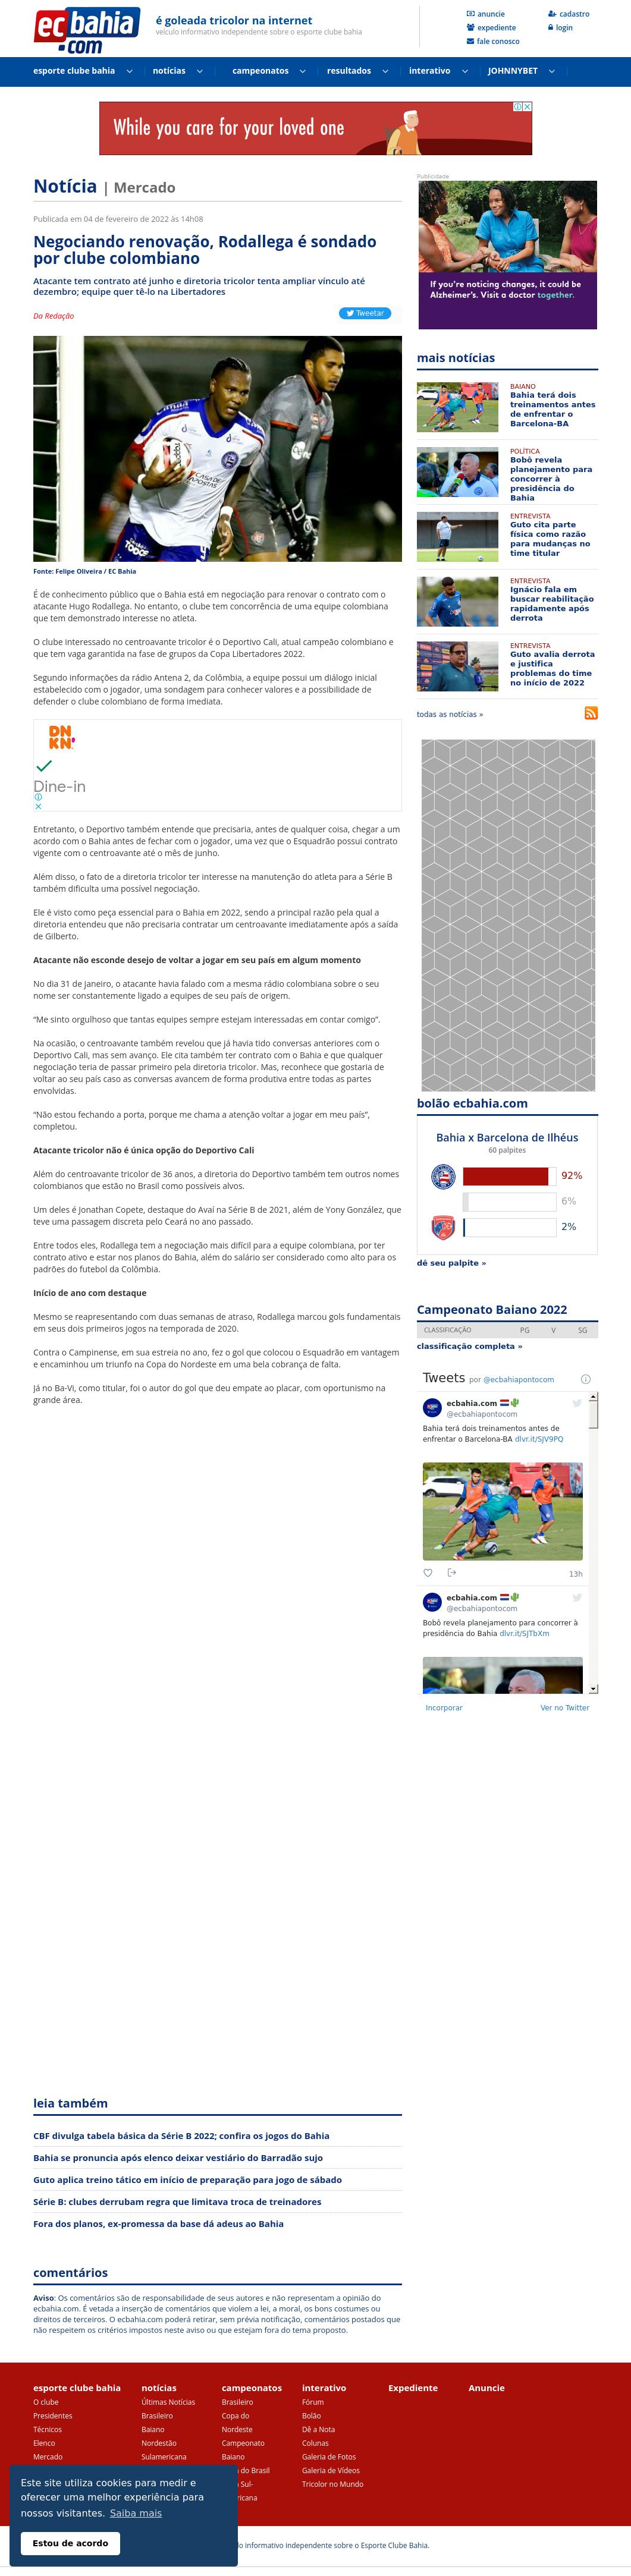 ecbahia
.com
é goleada tricolor na internet
veículo informativo independente sobre o esporte clube bahia
anuncie
expediente
fale conosco
cadastro
login
esporte clube bahia
notícias
campeonatos
resultados
interativo
JOHNNYBET
While you care for your loved one
Notícia | Mercado
Publicada em 04 de fevereiro de 2022 às 14h08
Negociando renovação, Rodallega é sondado
por clube colombiano
Atacante tem contrato até junho e diretoria tricolor tenta ampliar vínculo até
dezembro; equipe quer tê-lo na Libertadores
Da Redação
Tweetar
CASA DE
APOSTAS
Fonte: Felipe Oliveira / EC Bahia
É de conhecimento público que o Bahia está em negociação para renovar o contrato com o
atacante Hugo Rodallega. No entanto, o clube tem concorrência de uma equipe colombiana
que tem demonstrado interesse no atleta.
O clube interessado no centroavante tricolor é o Deportivo Cali, atual campeão colombiano e
que tem vaga garantida na fase de grupos da Copa Libertadores 2022.
Segundo informações da rádio Antena 2, da Colômbia, a equipe possui um diálogo inicial
estabelecido com o jogador, uma sondagem para conhecer valores e a possibilidade de
defender o clube colombiano de forma imediata.
DN
KN
Dine-in
Entretanto, o Deportivo também entende que precisaria, antes de qualquer coisa, chegar a um
acordo com o Bahia antes de fechar com o jogador, uma vez que o Esquadrão possui contrato
vigente com o centroavante até o mês de junho.
Além disso, o fato de a diretoria tricolor ter interesse na manutenção do atleta para a Série B
também dificulta uma possível negociação.
Ele é visto como peça essencial para o Bahia em 2022, sendo a principal razão pela qual a
diretoria entendeu que não precisaria contratar um centroavante imediatamente após a saída
de Gilberto.
Atacante não esconde desejo de voltar a jogar em seu país em algum momento
No dia 31 de janeiro, o atacante havia falado com a mesma rádio colombiana sobre o seu
nome ser constantemente ligado a equipes de seu país de origem.
“Me sinto orgulhoso que tantas equipes sempre estejam interessadas em contar comigo”.
Na ocasião, o centroavante também revelou que já havia tido conversas anteriores com o
Deportivo Cali, mas sem avanço. Ele cita também ter contrato com o Bahia e que qualquer
negociação teria de passar primeiro pela diretoria tricolor. Mas, reconhece que gostaria de
voltar ao seu país caso as conversas avancem de forma produtiva entre todas as partes
envolvidas.
“Não estou fechando a porta, porque me chama a atenção voltar a jogar em meu país”,
completou.
Atacante tricolor não é única opção do Deportivo Cali
Além do centroavante tricolor de 36 anos, a diretoria do Deportivo também tem outros nomes
colombianos que estão no Brasil como possíveis alvos.
Um deles é Jonathan Copete, destaque do Avaí na Série B de 2021, além de Yony González, que
teve uma passagem discreta pelo Ceará no ano passado.
Entre todos eles, Rodallega tem a negociação mais difícil para a equipe colombiana, por ter
contrato ativo e estar nos planos do Bahia, além do salário ser considerado como alto para os
padrões do futebol da Colômbia.
Início de ano com destaque
Mesmo se reapresentando com duas semanas de atraso, Rodallega marcou gols fundamentais
em seus dois primeiros jogos na temporada de 2020.
Contra o Campinense, em sua estreia no ano, fez o gol que colocou o Esquadrão em vantagem
e encaminhou um triunfo na Copa do Nordeste em uma bela cobrança de falta.
Já no Ba-Vi, como titular, foi o autor do gol que deu empate ao placar, com oportunismo na
grande área.
Publicidade
If you're noticing changes, it could be
Alzheimer's. Visit a doctor together.
mais notícias
BAIANO
Bahia terá dois
treinamentos antes
de enfrentar o
Barcelona-BA
POLÍTICA
Bobô revela
planejamento para
concorrer à
presidência do
Bahia
ENTREVISTA
Guto cita parte
física como razão
para mudanças no
time titular
ENTREVISTA
Ignácio fala em
buscar reabilitação
rapidamente após
derrota
ENTREVISTA
Guto avalia derrota
e justifica
problemas do time
no início de 2022
todas as notícias »
bolão ecbahia.com
Bahia x Barcelona de Ilhéus
60 palpites
92%
6%
2%
dê seu palpite »
Campeonato Baiano 2022
CLASSIFICAÇÃO PG V SG
classificação completa »
Tweets por @ecbahiapontocom
ecbahia.com
@ecbahiapontocom
Bahia terá dois treinamentos antes de
enfrentar o Barcelona-BA dlvr.it/SJV9PQ
13h
ecbahia.com
@ecbahiapontocom
Bobô revela planejamento para concorrer à
presidência do Bahia dlvr.it/SJTbXm
Incorporar
Ver no Twitter
leia também
CBF divulga tabela básica da Série B 2022; confira os jogos do Bahia
Bahia se pronuncia após elenco deixar vestiário do Barradão sujo
Guto aplica treino tático em início de preparação para jogo de sábado
Série B: clubes derrubam regra que limitava troca de treinadores
Fora dos planos, ex-promessa da base dá adeus ao Bahia
comentários
Aviso: Os comentários são de responsabilidade de seus autores e não representam a opinião do
ecbahia.com. É vetada a inserção de comentários que violem a lei, a moral, os bons costumes ou
direitos de terceiros. O ecbahia.com poderá retirar, sem prévia notificação, comentários postados que
não respeitem os critérios impostos neste aviso ou que estejam fora do tema proposto.
esporte clube bahia
O clube
Presidentes
Técnicos
Elenco
Mercado
notícias
Últimas Notícias
Brasileiro
Baiano
Nordestão
Sulamericana
campeonatos
Brasileiro
Copa do
Nordeste
Campeonato
Baiano
do Brasil
Sul-
ricana
interativo
Fórum
Bolão
Dê a Nota
Colunas
Galeria de Fotos
Galeria de Vídeos
Tricolor no Mundo
Expediente
Anuncie
Este site utiliza cookies para medir e
oferecer uma melhor experiência para
nossos visitantes. Saiba mais
Estou de acordo
lo informativo independente sobre o Esporte Clube Bahia.